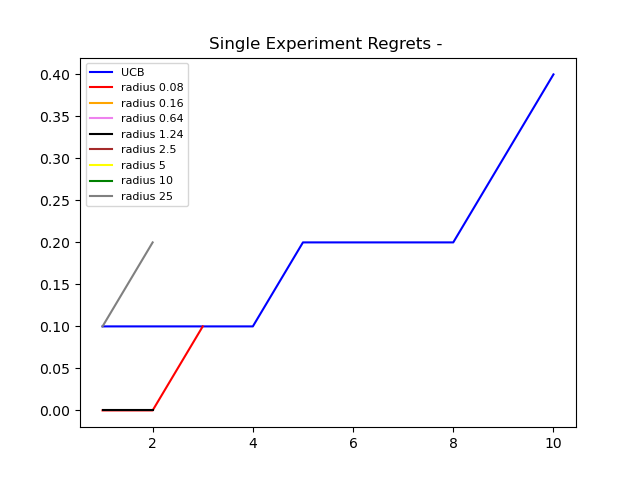 Single Experiment Regrets -
0.40
0.35
0.30
0.25
0.20
0.15
0.10
0.05
0.00
UCB
radius 0.08
radius 0.16
radius 0.64
radius 1.24
radius 2.5
radius 5
radius 10
radius 25
2 4 6 8 10